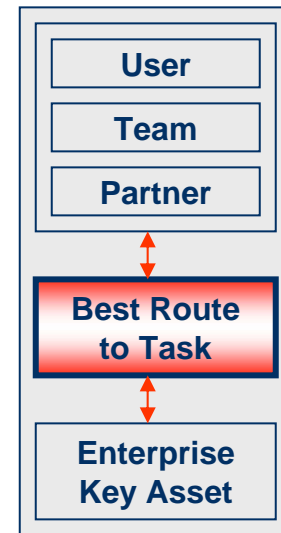 User
Team
Partner
Best Route
to Task
Enterprise
Key Asset